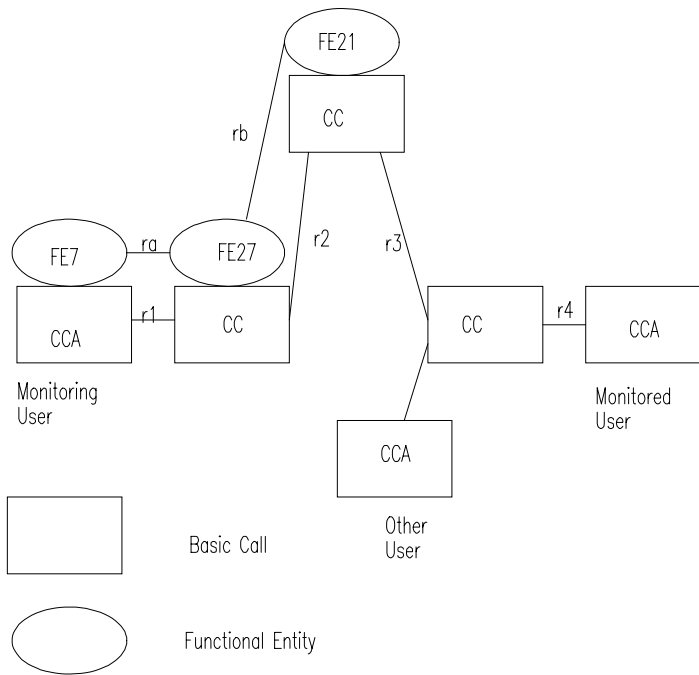 FE21
CC
rb
r2
r3
FE7
ra
FE27
CCA
r1
CC
CC
r4
CCA
Monitoring
User
Monitored
User
CCA
Other
User
Basic Call
Functional Entity